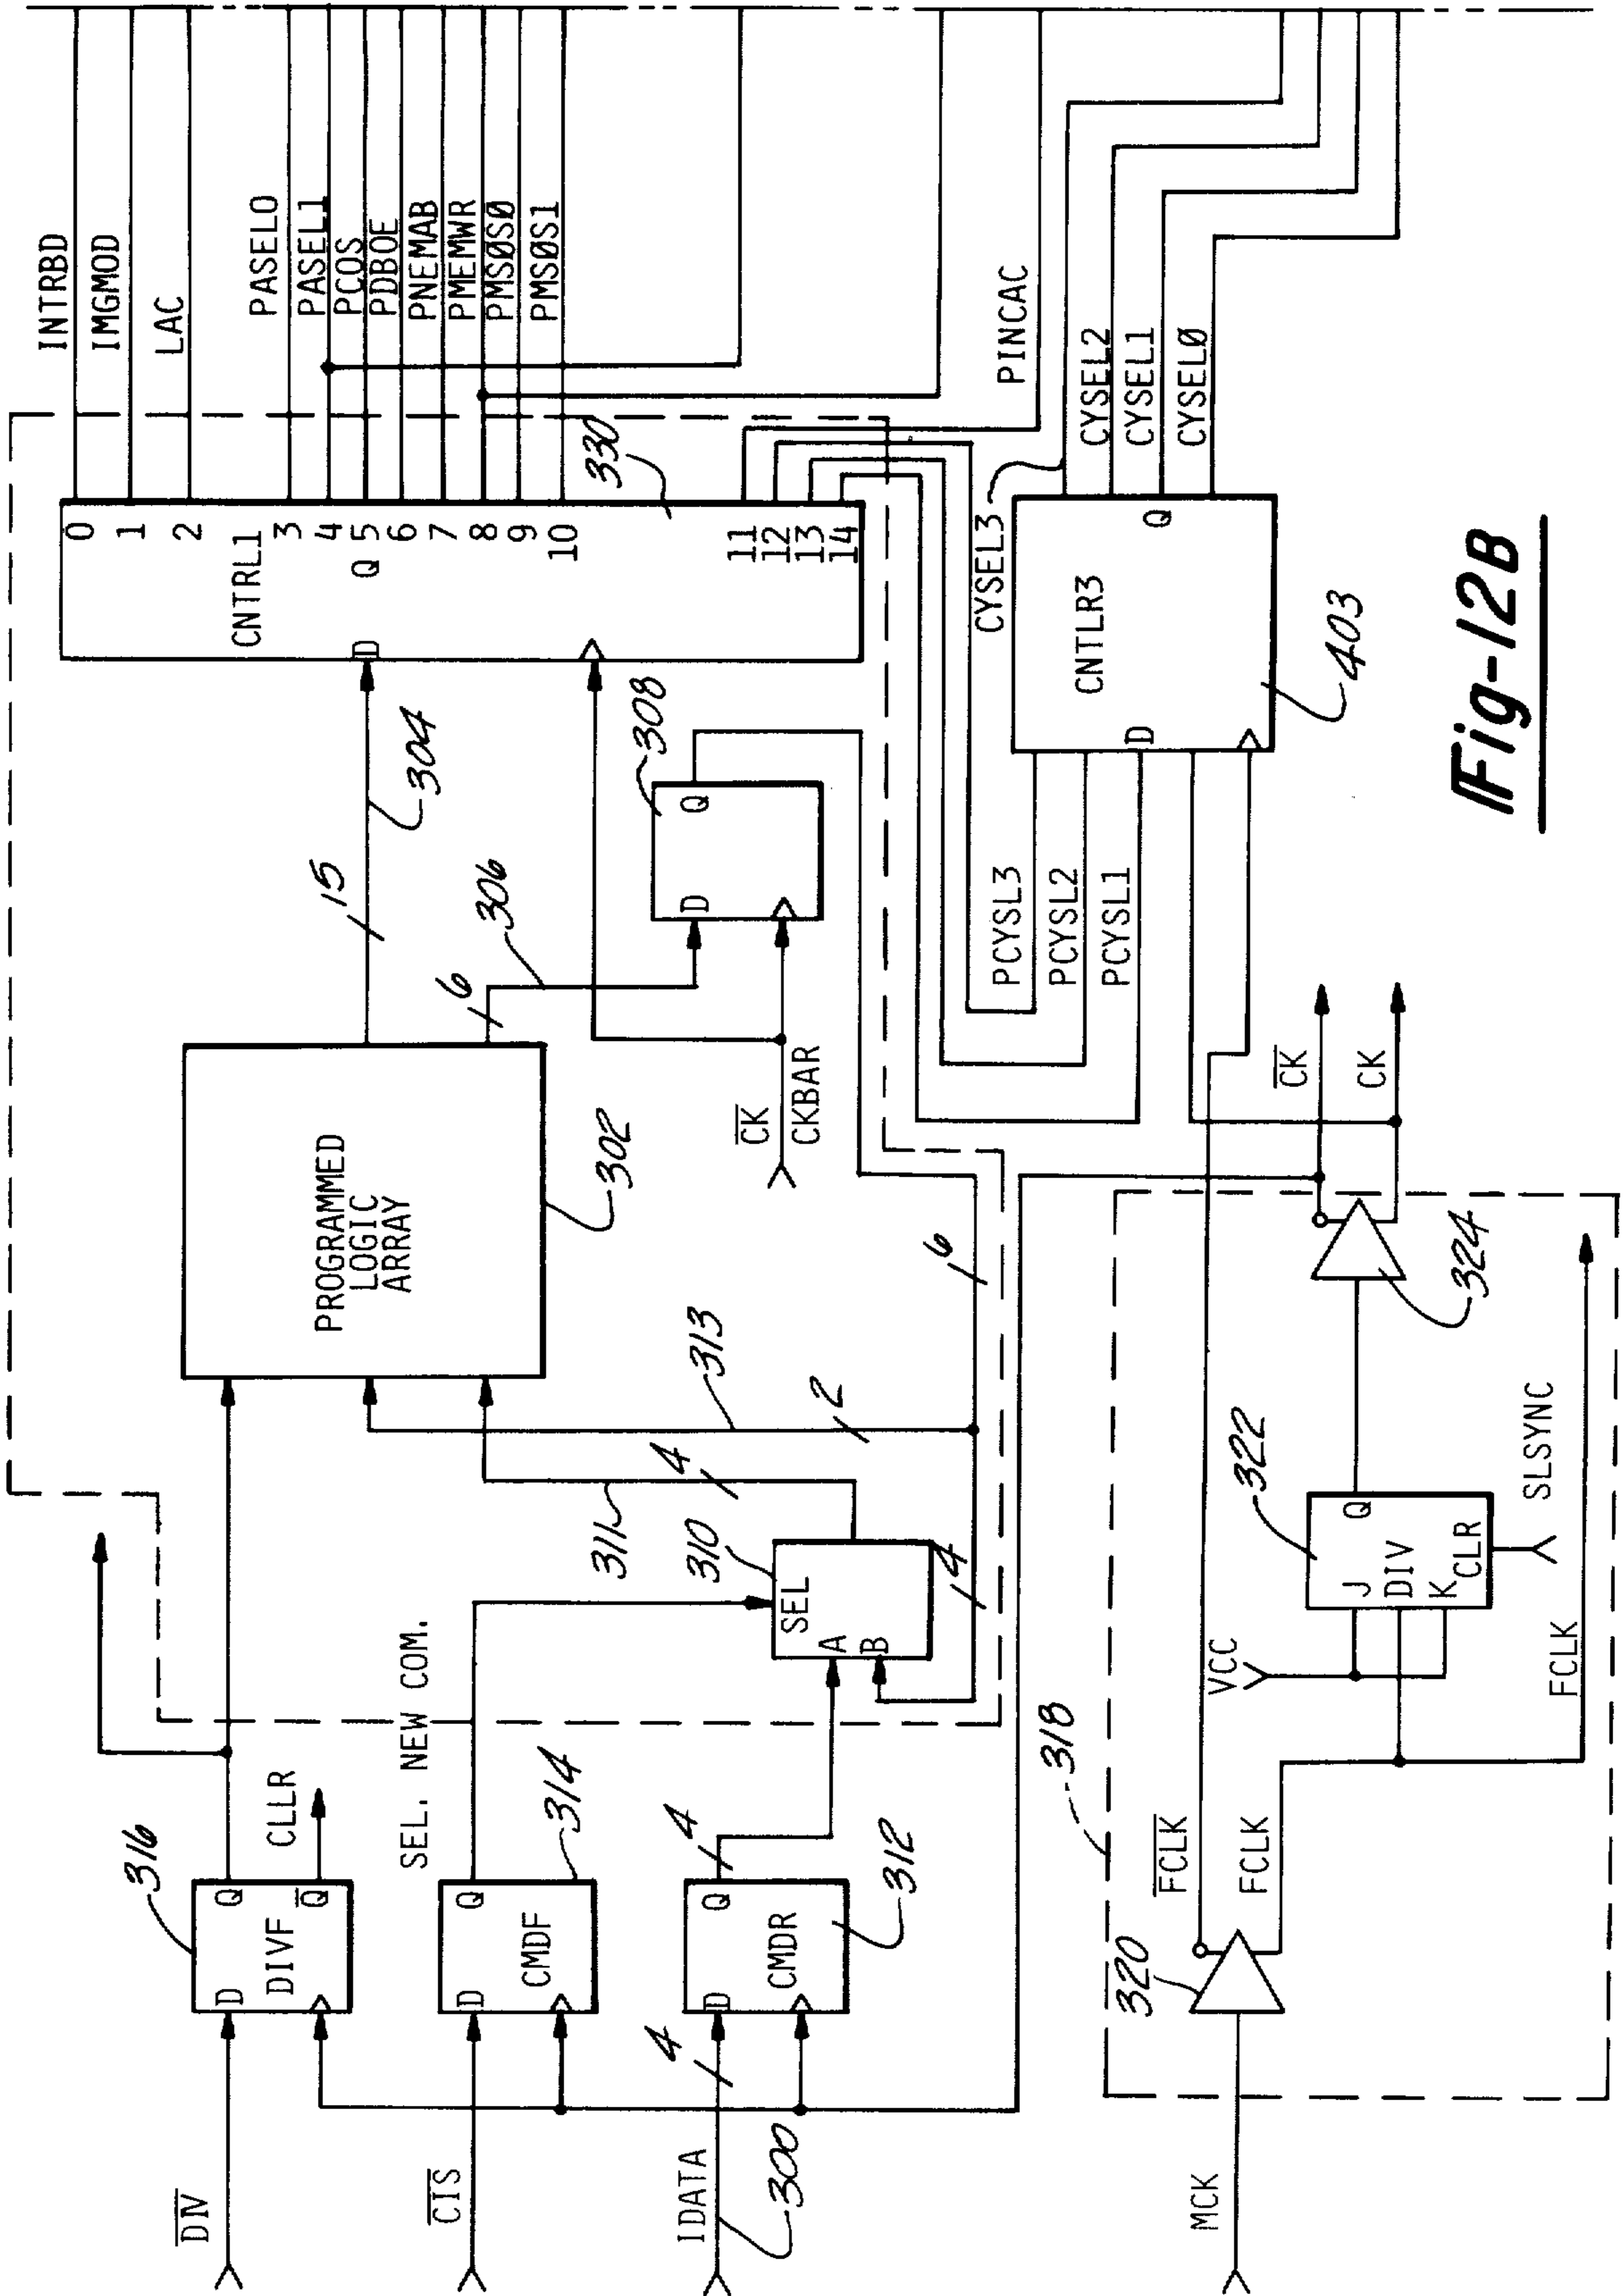 INTRBD
IMGMOD
LAC
PASEL0
PASEL1
PCOS
PDBOE
PNEMAB
PMEMWR
PMSØSØ
PMSØS1
0
1
2
3
4
5
6
7
8
9
10
11
12
13
14
CNTRL1
D
Q
330
304
15
PROGRAMMED
LOGIC
ARRAY
302
6
306
308
D
Q
CK
CKBAR
313
2
6
311
4
310
SEL
A
B
4
DIV
316
D
Q
DIVF
Q
CLLR
SEL. NEW COM.
CIS
314
D
Q
CMDF
IDATA
300
4
D
Q
CMDR
4
312
PINCAC
CYSEL3
CYSEL2
CYSEL1
CYSELØ
CNTLR3
D
Q
403
PCYSL3
PCYSL2
PCYSL1
CK
CK
318
MCK
320
FCLK
FCLK
VCC
322
J
DIV
K
Q
CLR
SLSYNC
324
FCLK
Fig-12B